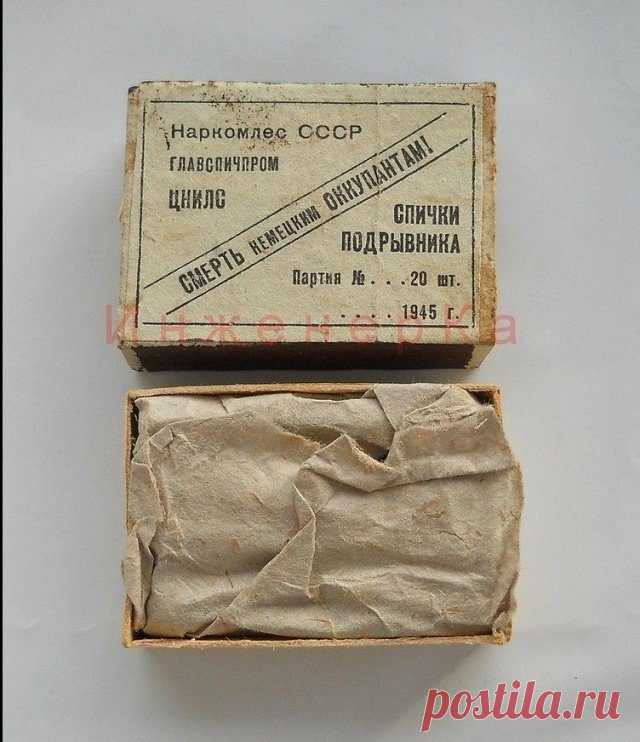 Наркомлес СССР
ГЛАВСПИЧПРОМ
ЦНИЛС
СМЕРТЬ НЕМЕЦКИМ ОККУПАНТАМ!
СПИЧКИ
ПОДРЫВНИКА
Партия № . . . 20 шт.
. . . . 1945 г.
ИнженерКа
postila.ru